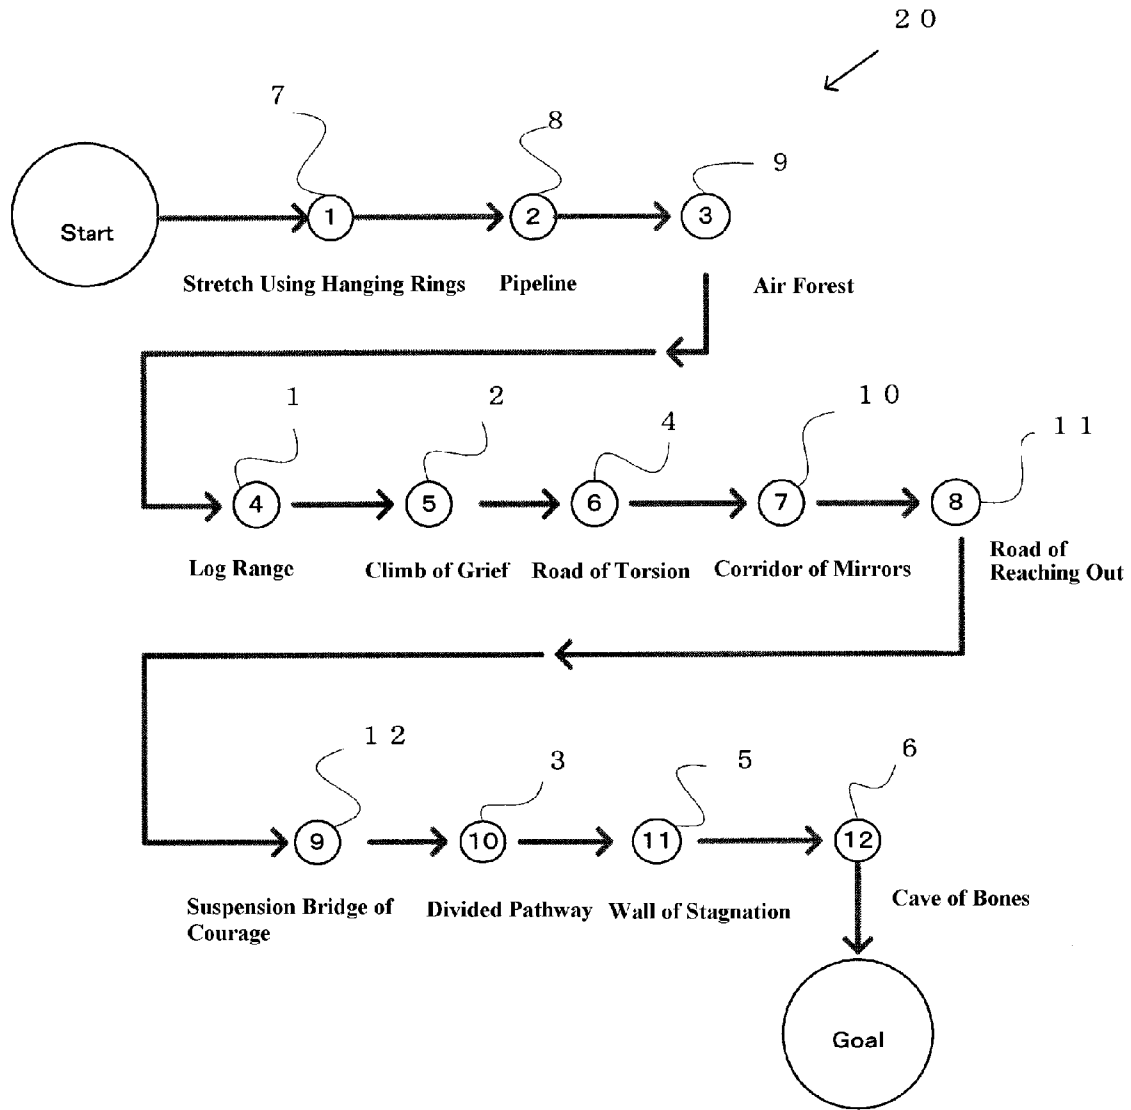 ２０
７
８
９
Start
1
2
3
Stretch Using Hanging Rings
Pipeline
Air Forest
１
２
４
１０
１１
4
5
6
7
8
Log Range
Climb of Grief
Road of Torsion
Corridor of Mirrors
Road of
Reaching Out
１２
３
５
６
9
10
11
12
Suspension Bridge of
Courage
Divided Pathway
Wall of Stagnation
Cave of Bones
Goal